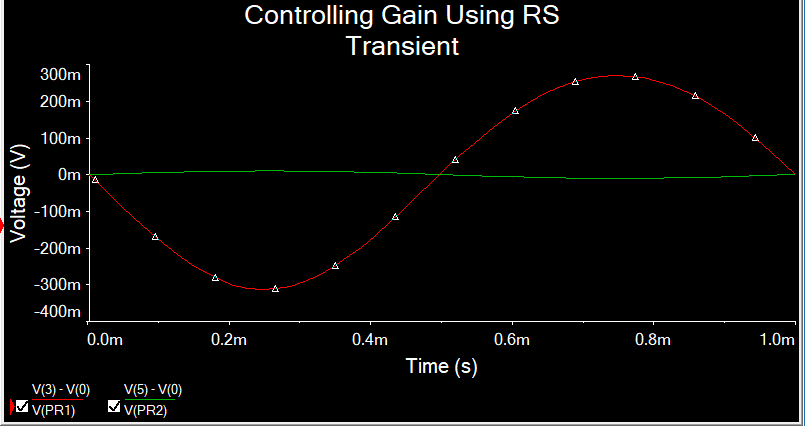 Controlling Gain Using RS
Transient
300m
200m
100m
0m
-100m
-200m
-300m
-400m
Voltage (V)
0.0m 0.2m 0.4m 0.6m 0.8m 1.0m
Time (s)
V(3) - V(0) V(5) - V(0)
V(PR1) V(PR2)